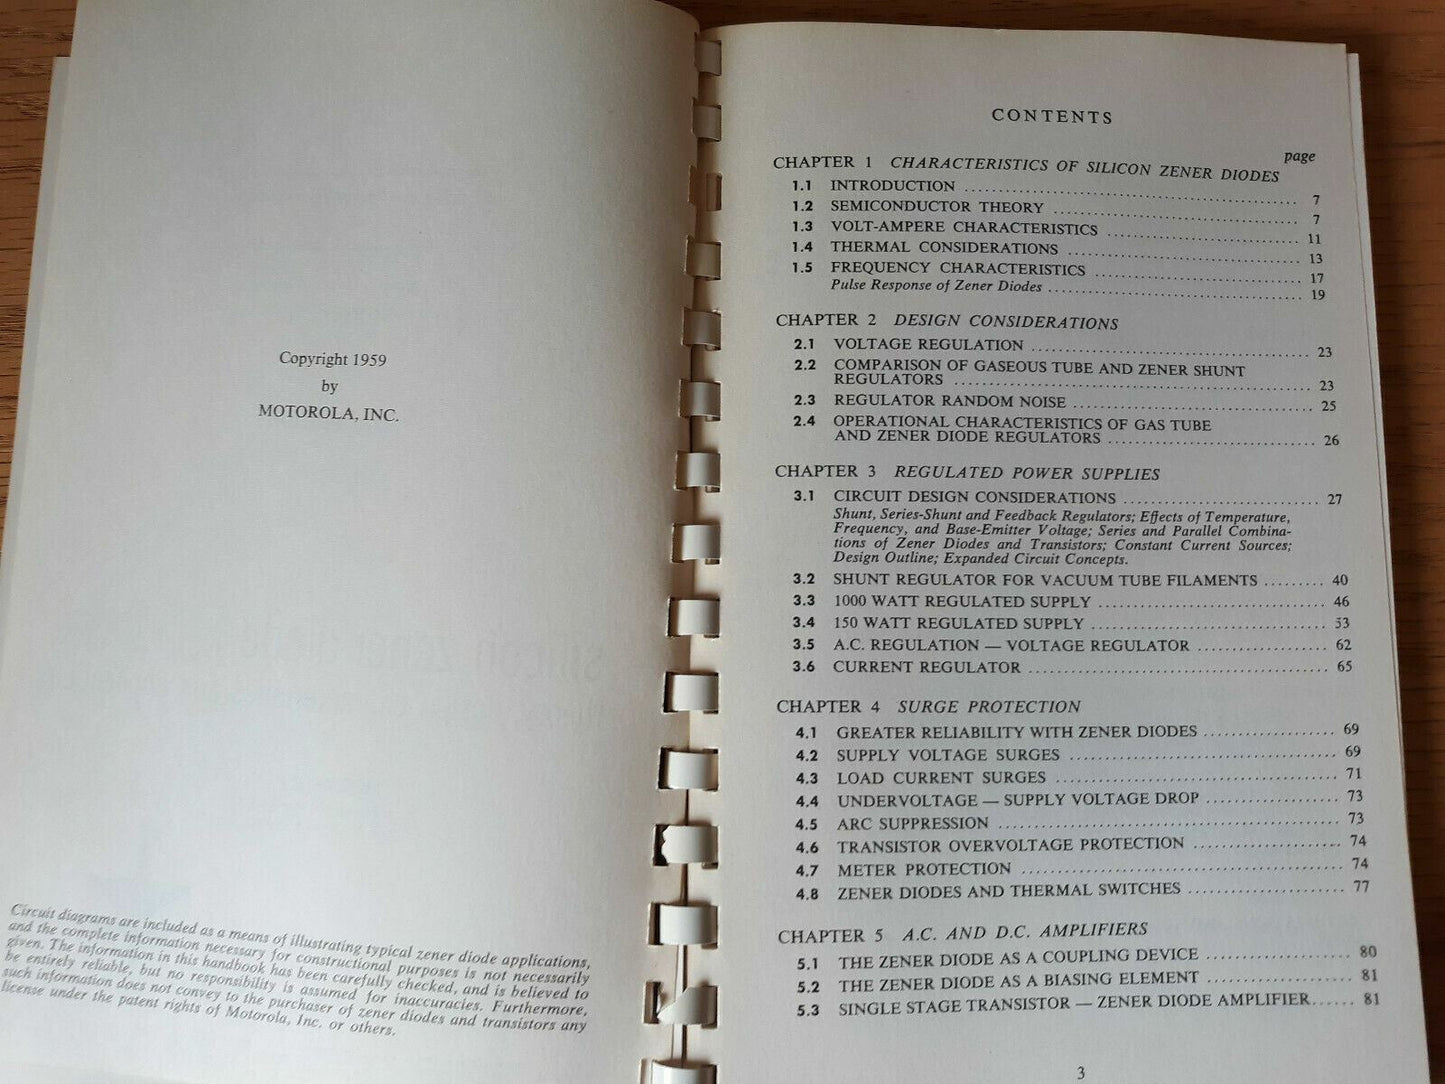 Copyright 1959
by
MOTOROLA, INC.
Circuit diagrams are included as a means of illustrating typical zener diode applications,
and the complete information necessary for constructional purposes is not necessarily
given. The information in this handbook has been carefully checked, and is believed to
be entirely reliable, but no responsibility is assumed for inaccuracies. Furthermore,
such information does not convey to the purchaser of zener diodes and transistors any
license under the patent rights of Motorola, Inc. or others.
CONTENTS
page
CHAPTER 1 CHARACTERISTICS OF SILICON ZENER DIODES
1.1 INTRODUCTION ........ 7
1.2 SEMICONDUCTOR THEORY ........ 7
1.3 VOLT-AMPERE CHARACTERISTICS ........ 11
1.4 THERMAL CONSIDERATIONS ........ 13
1.5 FREQUENCY CHARACTERISTICS ........ 17
Pulse Response of Zener Diodes ........ 19
CHAPTER 2 DESIGN CONSIDERATIONS
2.1 VOLTAGE REGULATION ........ 23
2.2 COMPARISON OF GASEOUS TUBE AND ZENER SHUNT
REGULATORS ........ 23
2.3 REGULATOR RANDOM NOISE ........ 25
2.4 OPERATIONAL CHARACTERISTICS OF GAS TUBE
AND ZENER DIODE REGULATORS ........ 26
CHAPTER 3 REGULATED POWER SUPPLIES
3.1 CIRCUIT DESIGN CONSIDERATIONS ........ 27
Shunt, Series-Shunt and Feedback Regulators; Effects of Temperature,
Frequency, and Base-Emitter Voltage; Series and Parallel Combina-
tions of Zener Diodes and Transistors; Constant Current Sources;
Design Outline; Expanded Circuit Concepts.
3.2 SHUNT REGULATOR FOR VACUUM TUBE FILAMENTS ........ 40
3.3 1000 WATT REGULATED SUPPLY ........ 46
3.4 150 WATT REGULATED SUPPLY ........ 53
3.5 A.C. REGULATION — VOLTAGE REGULATOR ........ 62
3.6 CURRENT REGULATOR ........ 65
CHAPTER 4 SURGE PROTECTION
4.1 GREATER RELIABILITY WITH ZENER DIODES ........ 69
4.2 SUPPLY VOLTAGE SURGES ........ 69
4.3 LOAD CURRENT SURGES ........ 71
4.4 UNDERVOLTAGE — SUPPLY VOLTAGE DROP ........ 73
4.5 ARC SUPPRESSION ........ 73
4.6 TRANSISTOR OVERVOLTAGE PROTECTION ........ 74
4.7 METER PROTECTION ........ 74
4.8 ZENER DIODES AND THERMAL SWITCHES ........ 77
CHAPTER 5 A.C. AND D.C. AMPLIFIERS
5.1 THE ZENER DIODE AS A COUPLING DEVICE ........ 80
5.2 THE ZENER DIODE AS A BIASING ELEMENT ........ 81
5.3 SINGLE STAGE TRANSISTOR — ZENER DIODE AMPLIFIER...... 81
3